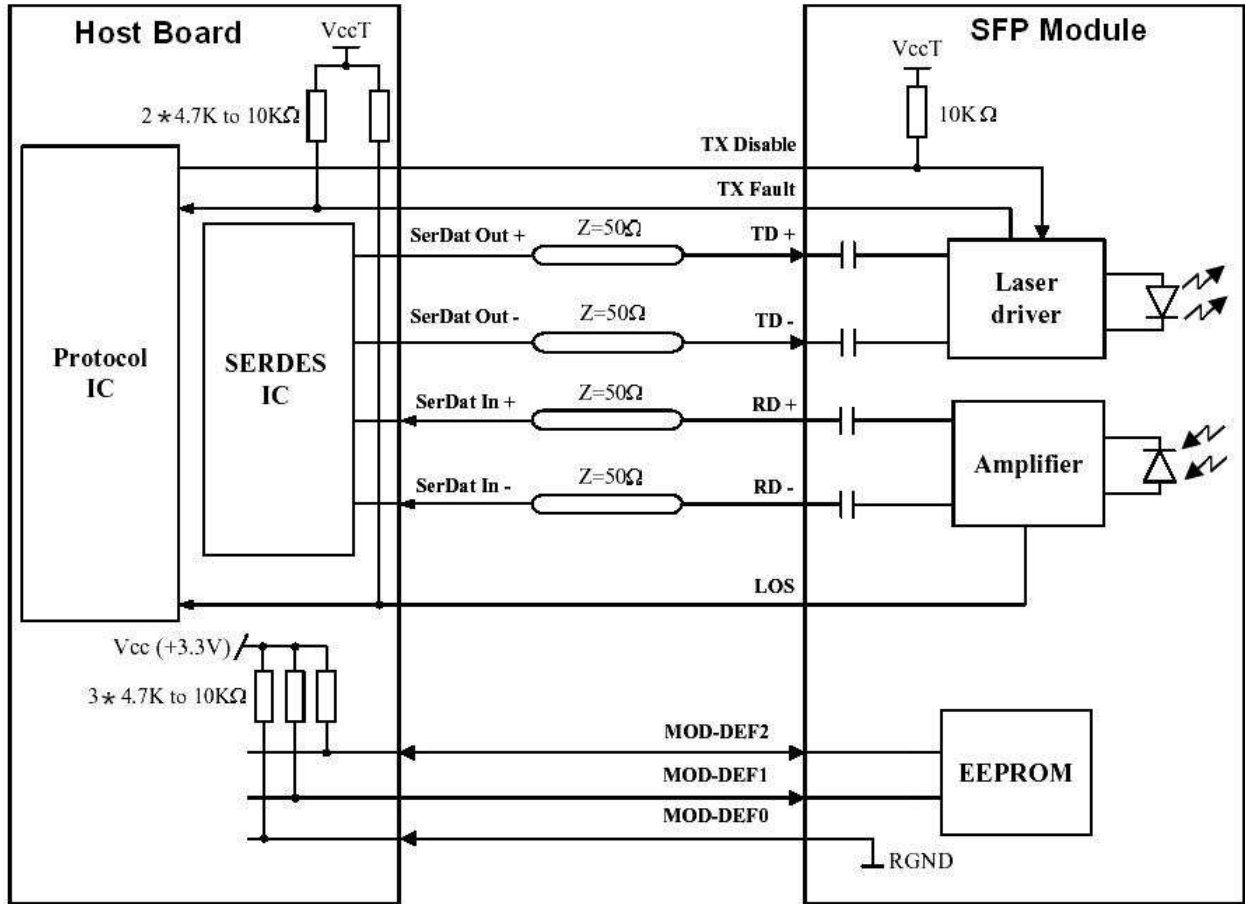 Host Board
SFP Module
VccT
VccT
2*4.7K to 10KΩ
10KΩ
TX Disable
TX Fault
SerDat Out +
Z=50Ω
TD +
SerDat Out -
Z=50Ω
TD -
Laser
driver
Protocol
IC
SERDES
IC
SerDat In +
Z=50Ω
RD +
SerDat In -
Z=50Ω
RD -
Amplifier
LOS
Vcc (+3.3V)
3*4.7K to 10KΩ
MOD-DEF2
MOD-DEF1
MOD-DEF0
EEPROM
RGND